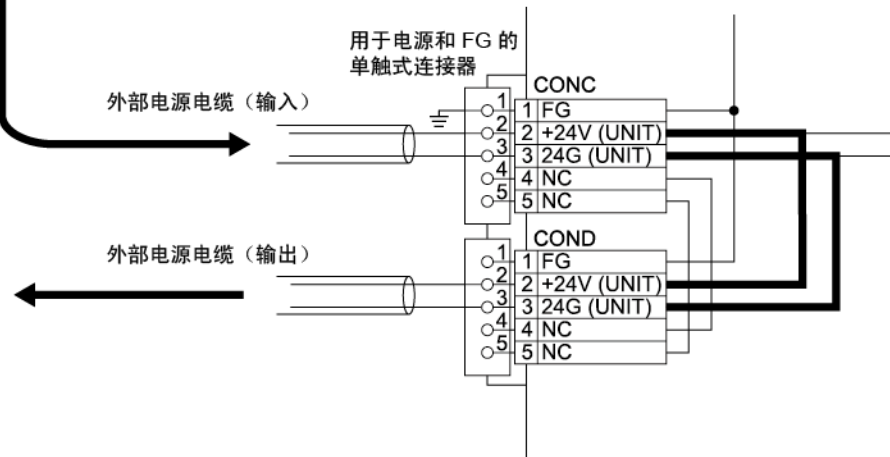 用于电源和 FG 的
单触式连接器
CONC
外部电源电缆（输入）
1 1 FG
2 2 +24V (UNIT)
3 3 24G (UNIT)
4 4 NC
5 5 NC
COND
外部电源电缆（输出）
1 1 FG
2 2 +24V (UNIT)
3 3 24G (UNIT)
4 4 NC
5 5 NC